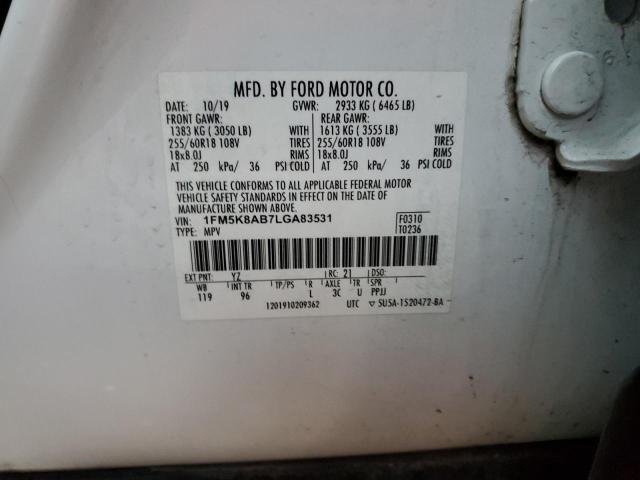 MFD. BY FORD MOTOR CO.
DATE: 10/19 GVWR: 2933 KG ( 6465 LB)
FRONT GAWR: REAR GAWR:
1383 KG ( 3050 LB) WITH 1613 KG ( 3555 LB) WITH
255/60R18 108V TIRES 255/60R18 108V TIRES
18x8.0J RIMS 18x8.0J RIMS
AT 250 kPa/ 36 PSI COLD AT 250 kPa/ 36 PSI COLD
THIS VEHICLE CONFORMS TO ALL APPLICABLE FEDERAL MOTOR
VEHICLE SAFETY STANDARDS IN EFFECT ON THE DATE OF
MANUFACTURE SHOWN ABOVE.
VIN: 1FM5K8AB7LGA83531 F0310
TYPE: MPV T0236
EXT PNT: YZ RC: 21 DSO:
WB INT TR TP/PS R AXLE TR SPR
119 96 L 3C U PPJJ
1201910209362 UTC ▽ 5U5A-1520472-BA